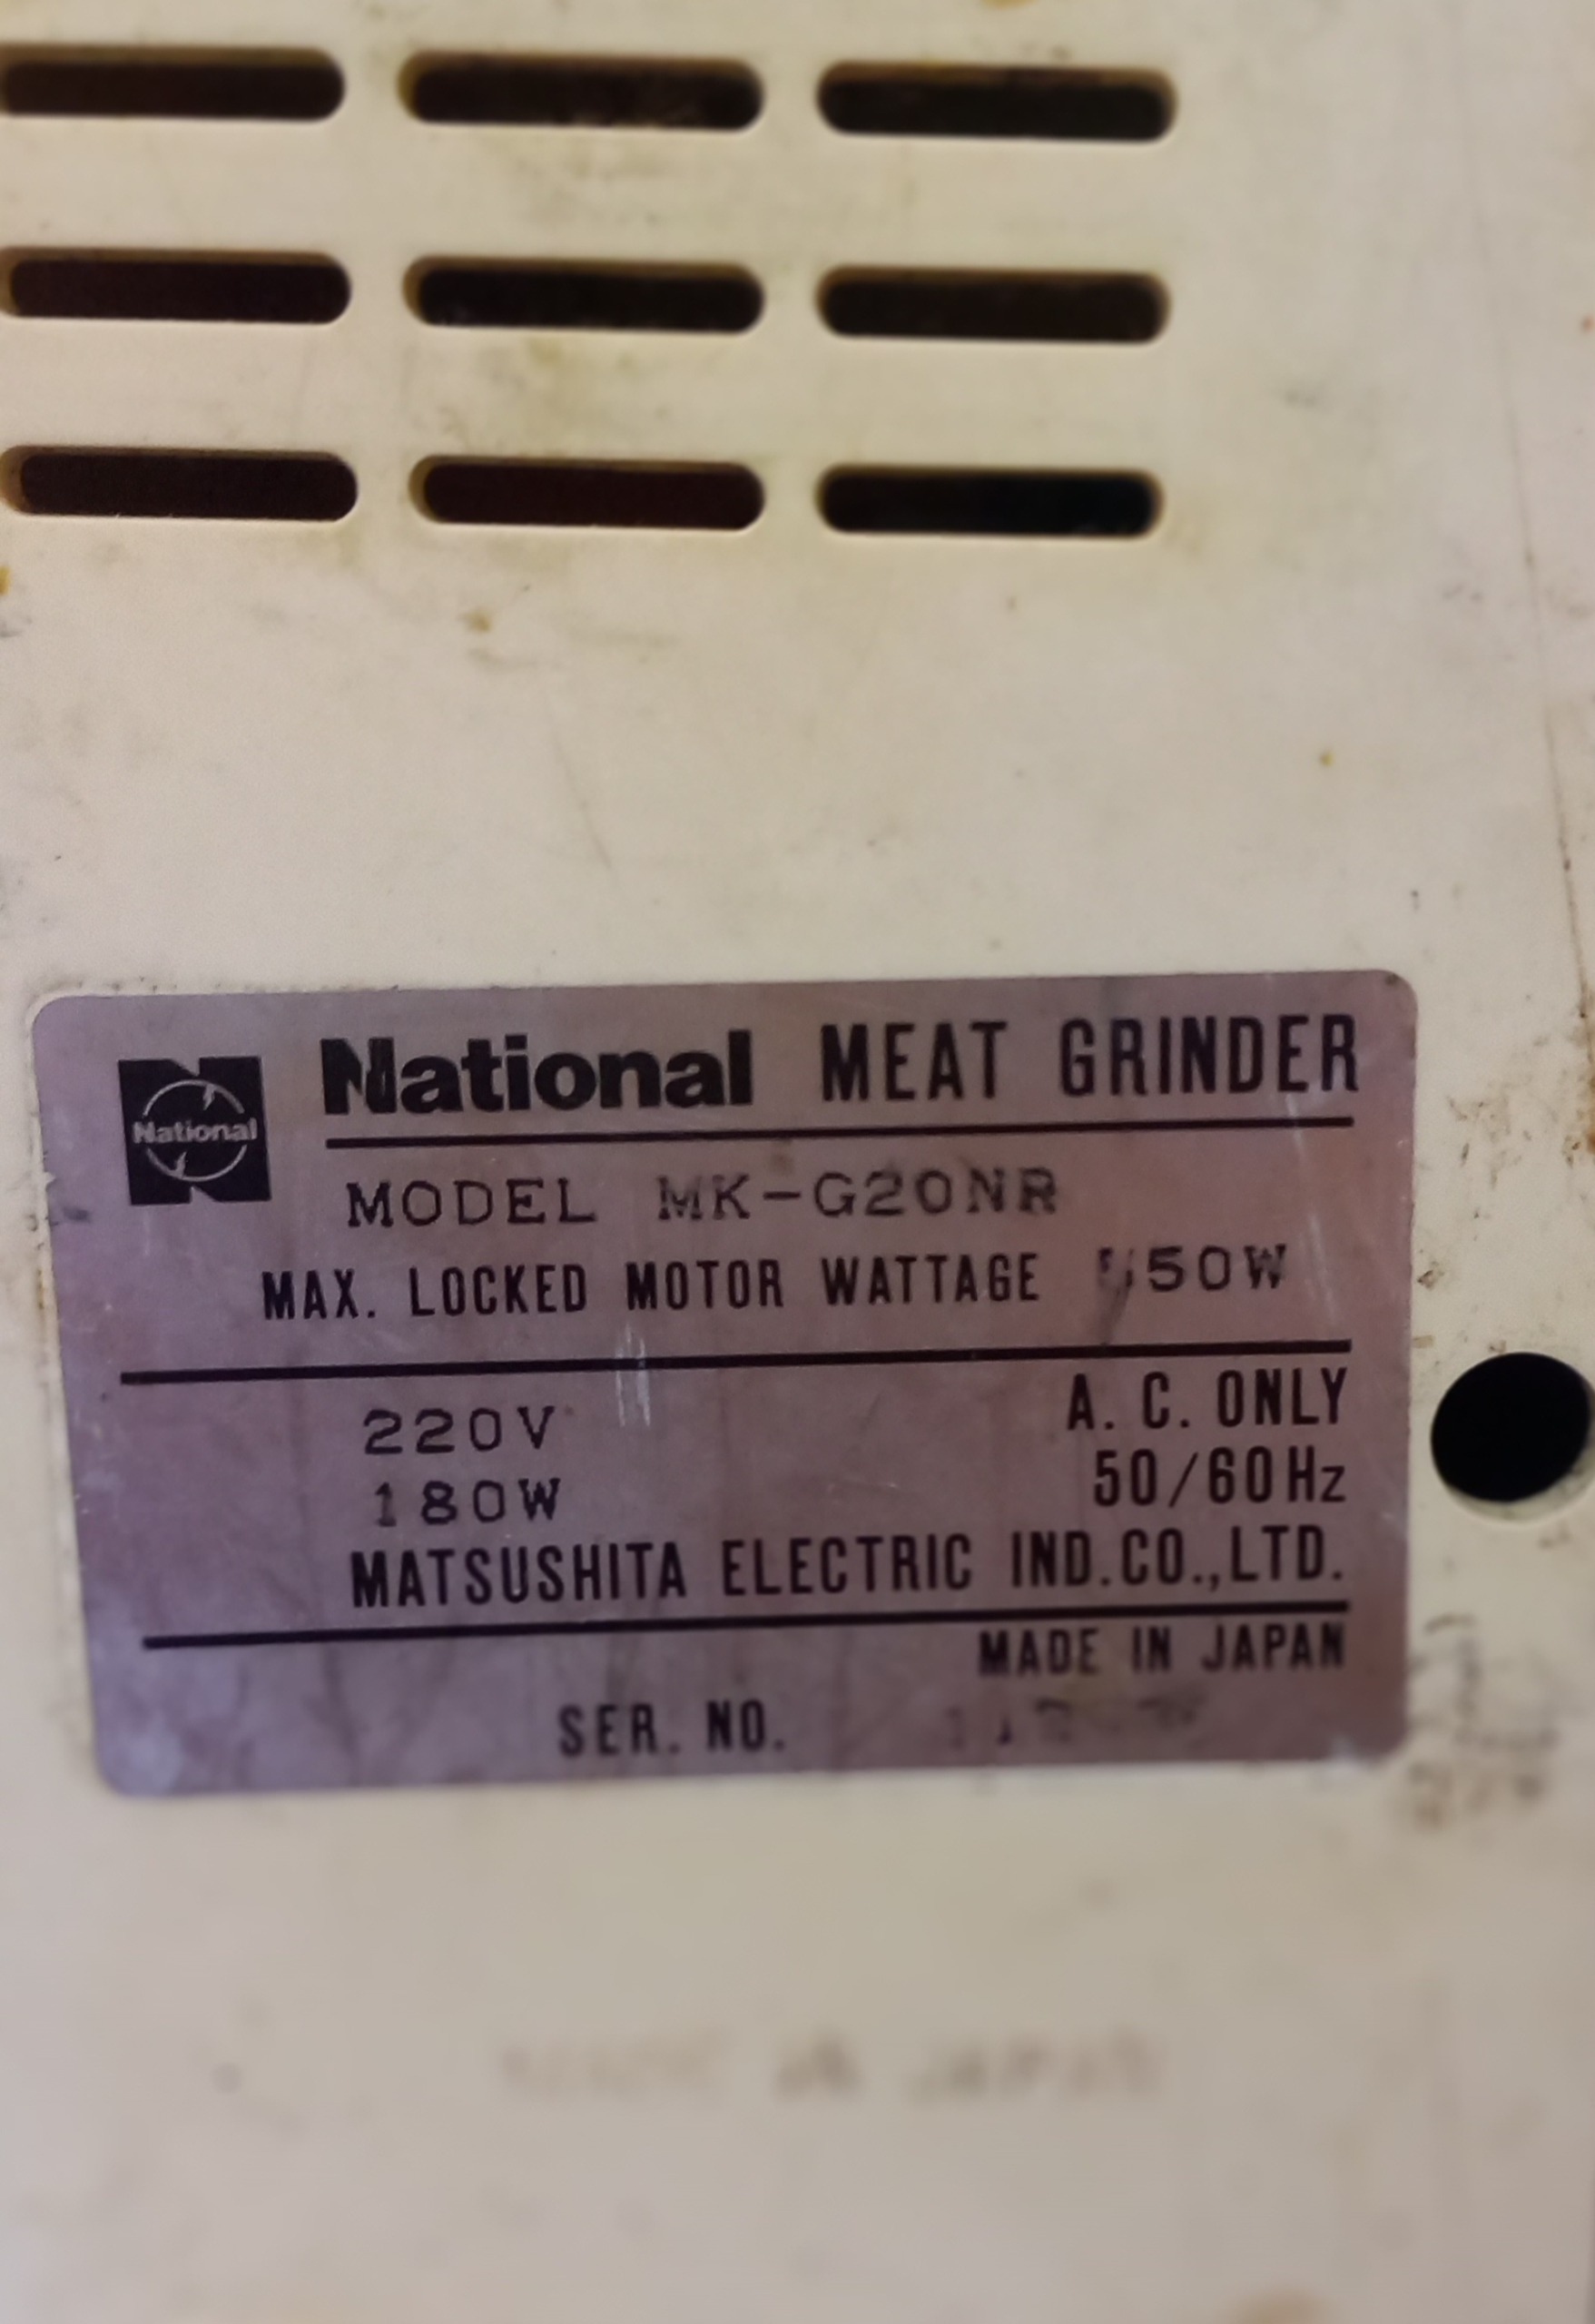 National MEAT GRINDER
National
MODEL MK-G20NR
MAX. LOCKED MOTOR WATTAGE
220V A. C. ONLY
180W 50/60Hz
MATSUSHITA ELECTRIC IND.CO.,LTD.
MADE IN JAPAN
SER. NO.